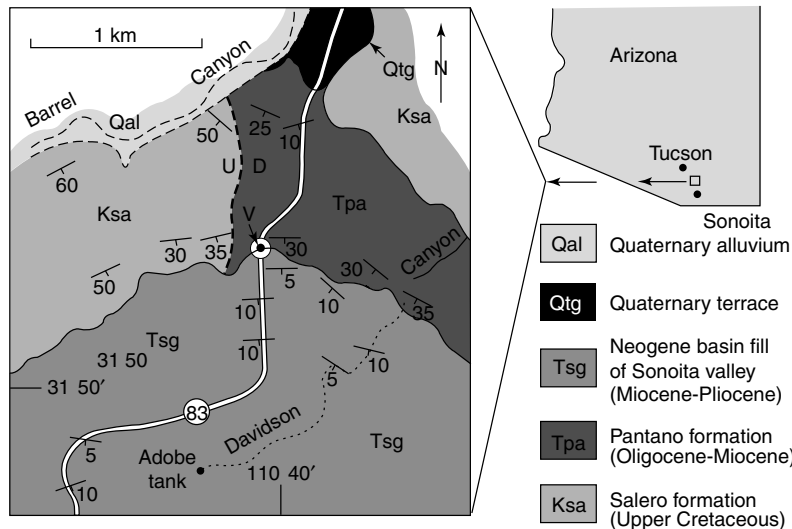 1 km
N
Barrel
Canyon
Qal
Qtg
Ksa
50
25
10
60
U D
Ksa
Tpa
V
30
35
30
50
5
30
Canyon
10
35
10
Tsg
31 50
10
31 50′
5
10
83
Davidson
Tsg
5
Adobe
tank
110 40′
10
Arizona
Tucson
Sonoita
Qal Quaternary alluvium
Qtg Quaternary terrace
Tsg Neogene basin fill
of Sonoita valley
(Miocene-Pliocene)
Tpa Pantano formation
(Oligocene-Miocene)
Ksa Salero formation
(Upper Cretaceous)